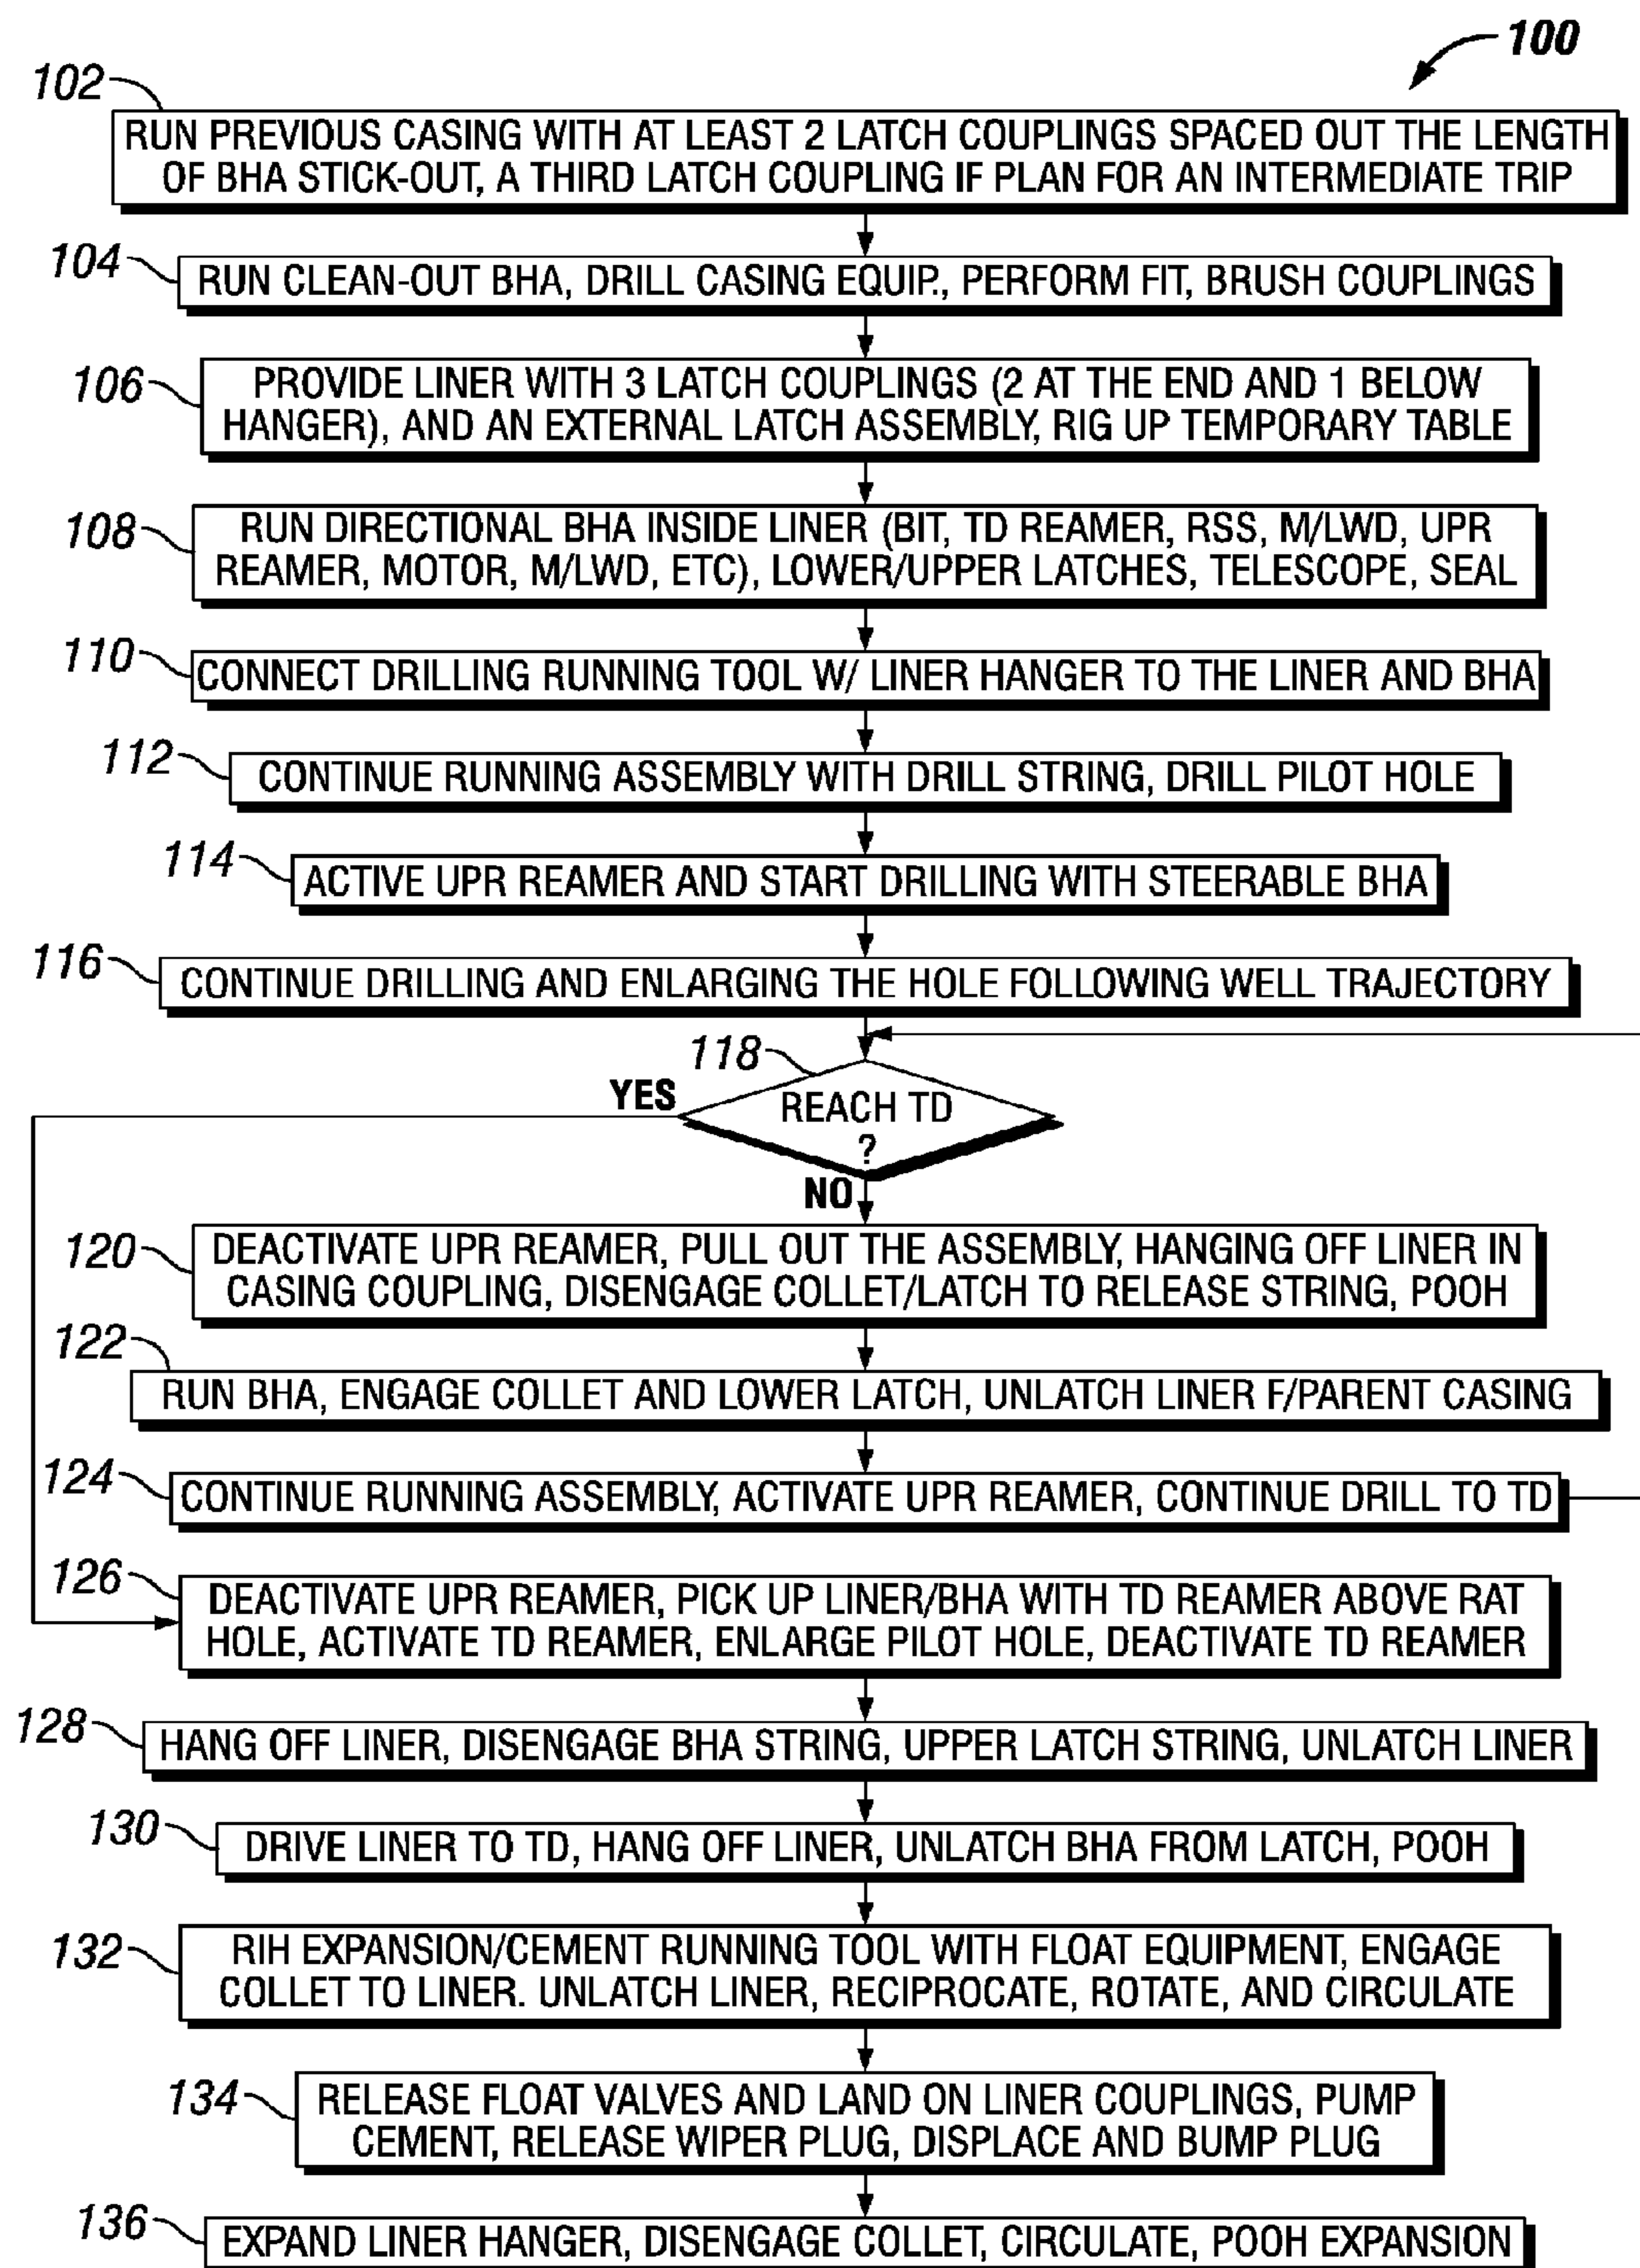 100
102
RUN PREVIOUS CASING WITH AT LEAST 2 LATCH COUPLINGS SPACED OUT THE LENGTH
OF BHA STICK-OUT, A THIRD LATCH COUPLING IF PLAN FOR AN INTERMEDIATE TRIP
104
RUN CLEAN-OUT BHA, DRILL CASING EQUIP., PERFORM FIT, BRUSH COUPLINGS
106
PROVIDE LINER WITH 3 LATCH COUPLINGS (2 AT THE END AND 1 BELOW
HANGER), AND AN EXTERNAL LATCH ASSEMBLY, RIG UP TEMPORARY TABLE
108
RUN DIRECTIONAL BHA INSIDE LINER (BIT, TD REAMER, RSS, M/LWD, UPR
REAMER, MOTOR, M/LWD, ETC), LOWER/UPPER LATCHES, TELESCOPE, SEAL
110
CONNECT DRILLING RUNNING TOOL W/ LINER HANGER TO THE LINER AND BHA
112
CONTINUE RUNNING ASSEMBLY WITH DRILL STRING, DRILL PILOT HOLE
114
ACTIVE UPR REAMER AND START DRILLING WITH STEERABLE BHA
116
CONTINUE DRILLING AND ENLARGING THE HOLE FOLLOWING WELL TRAJECTORY
118
YES
REACH TD
?
NO
120
DEACTIVATE UPR REAMER, PULL OUT THE ASSEMBLY, HANGING OFF LINER IN
CASING COUPLING, DISENGAGE COLLET/LATCH TO RELEASE STRING, POOH
122
RUN BHA, ENGAGE COLLET AND LOWER LATCH, UNLATCH LINER F/PARENT CASING
124
CONTINUE RUNNING ASSEMBLY, ACTIVATE UPR REAMER, CONTINUE DRILL TO TD
126
DEACTIVATE UPR REAMER, PICK UP LINER/BHA WITH TD REAMER ABOVE RAT
HOLE, ACTIVATE TD REAMER, ENLARGE PILOT HOLE, DEACTIVATE TD REAMER
128
HANG OFF LINER, DISENGAGE BHA STRING, UPPER LATCH STRING, UNLATCH LINER
130
DRIVE LINER TO TD, HANG OFF LINER, UNLATCH BHA FROM LATCH, POOH
132
RIH EXPANSION/CEMENT RUNNING TOOL WITH FLOAT EQUIPMENT, ENGAGE
COLLET TO LINER. UNLATCH LINER, RECIPROCATE, ROTATE, AND CIRCULATE
134
RELEASE FLOAT VALVES AND LAND ON LINER COUPLINGS, PUMP
CEMENT, RELEASE WIPER PLUG, DISPLACE AND BUMP PLUG
136
EXPAND LINER HANGER, DISENGAGE COLLET, CIRCULATE, POOH EXPANSION